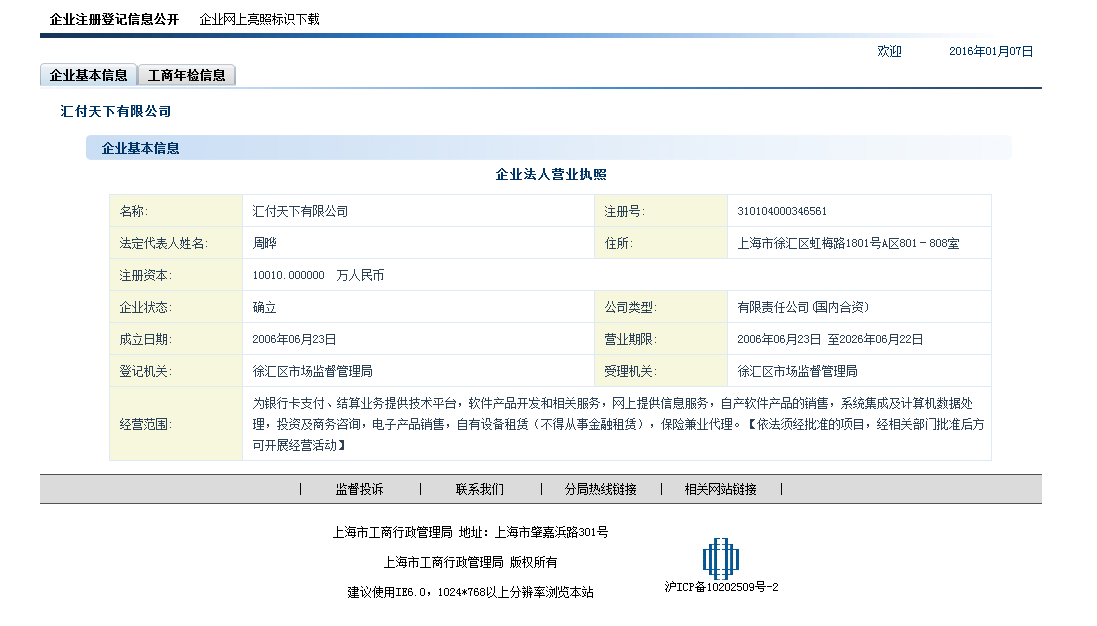 企业注册登记信息公开 企业网上亮照标识下载
欢迎 2016年01月07日
企业基本信息 工商年检信息
汇付天下有限公司
企业基本信息
企业法人营业执照
名称: 汇付天下有限公司 注册号: 310104000346561
法定代表人姓名: 周晔 住所: 上海市徐汇区虹梅路1801号A区801－808室
注册资本: 10010.000000 万人民币
企业状态: 确立 公司类型: 有限责任公司(国内合资)
成立日期: 2006年06月23日 营业期限: 2006年06月23日 至2026年06月22日
登记机关: 徐汇区市场监督管理局 受理机关: 徐汇区市场监督管理局
为银行卡支付、结算业务提供技术平台，软件产品开发和相关服务，网上提供信息服务，自产软件产品的销售，系统集成及计算机数据处
经营范围: 理，投资及商务咨询，电子产品销售，自有设备租赁（不得从事金融租赁），保险兼业代理。【依法须经批准的项目，经相关部门批准后方
可开展经营活动】
| 监督投诉 | 联系我们 | 分局热线链接 | 相关网站链接 |
上海市工商行政管理局 地址：上海市肇嘉浜路301号
上海市工商行政管理局 版权所有
建议使用IE6.0，1024*768以上分辨率浏览本站
沪ICP备10202509号-2